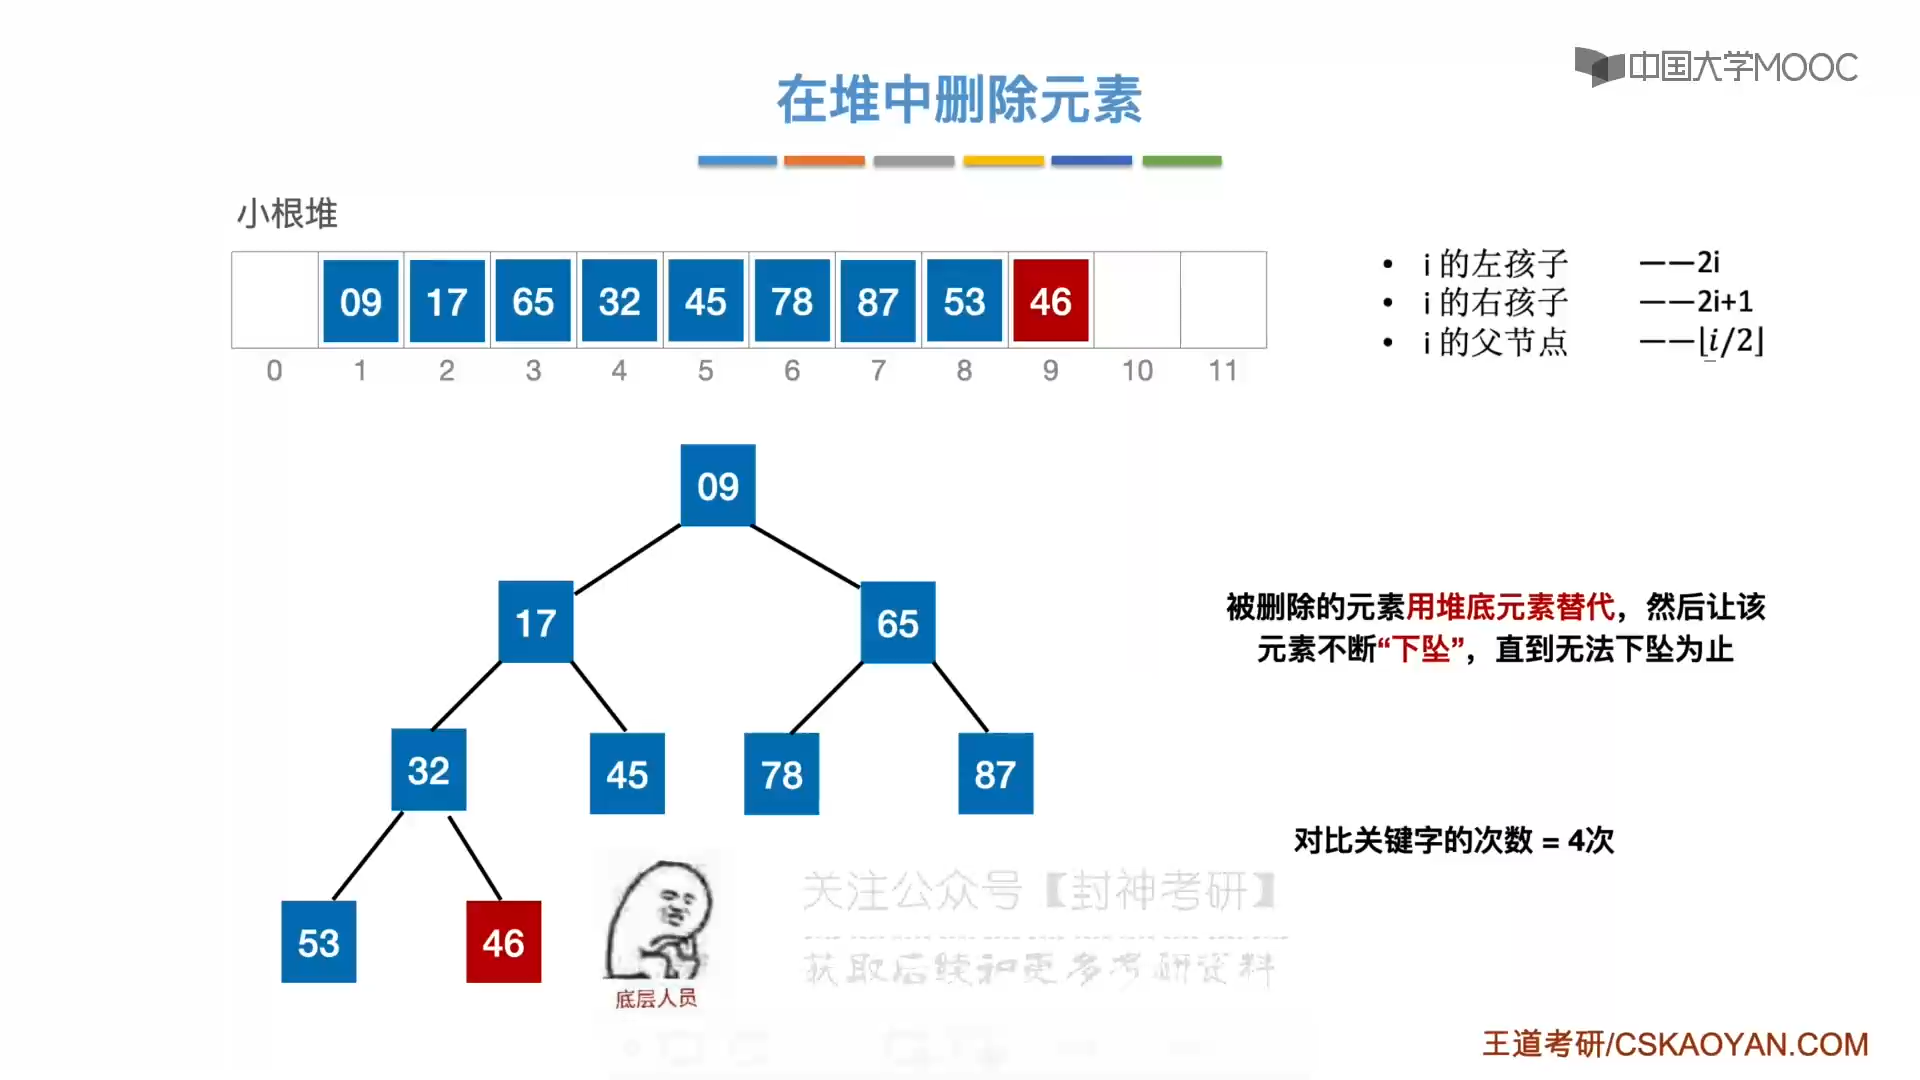 中国大学MOOC
在堆中删除元素
小根堆
09 17 65 32 45 78 87 53 46
0 1 2 3 4 5 6 7 8 9 10 11
• i 的左孩子 ——2i
• i 的右孩子 ——2i+1
• i 的父节点 ——⌊i/2⌋
09
17 65
32 45 78 87
53 46
被删除的元素用堆底元素替代，然后让该
元素不断“下坠”，直到无法下坠为止
对比关键字的次数 = 4次
关注公众号【封神考研】
获取后续和更多考研资料
底层人员
王道考研/CSKAOYAN.COM